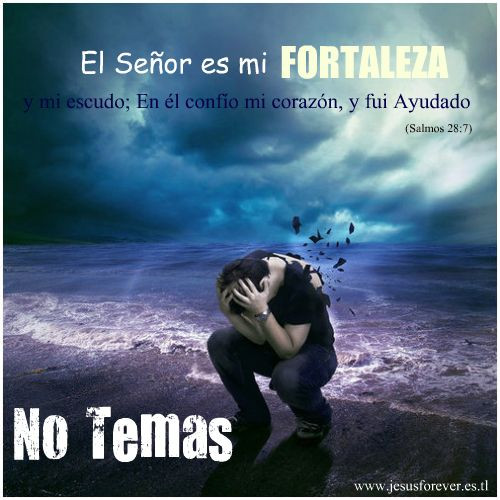 El Señor es mi FORTALEZA
y mi escudo; En él confío mi corazón, y fui Ayudado
(Salmos 28:7)
No Temas
www.jesusforever.es.tl